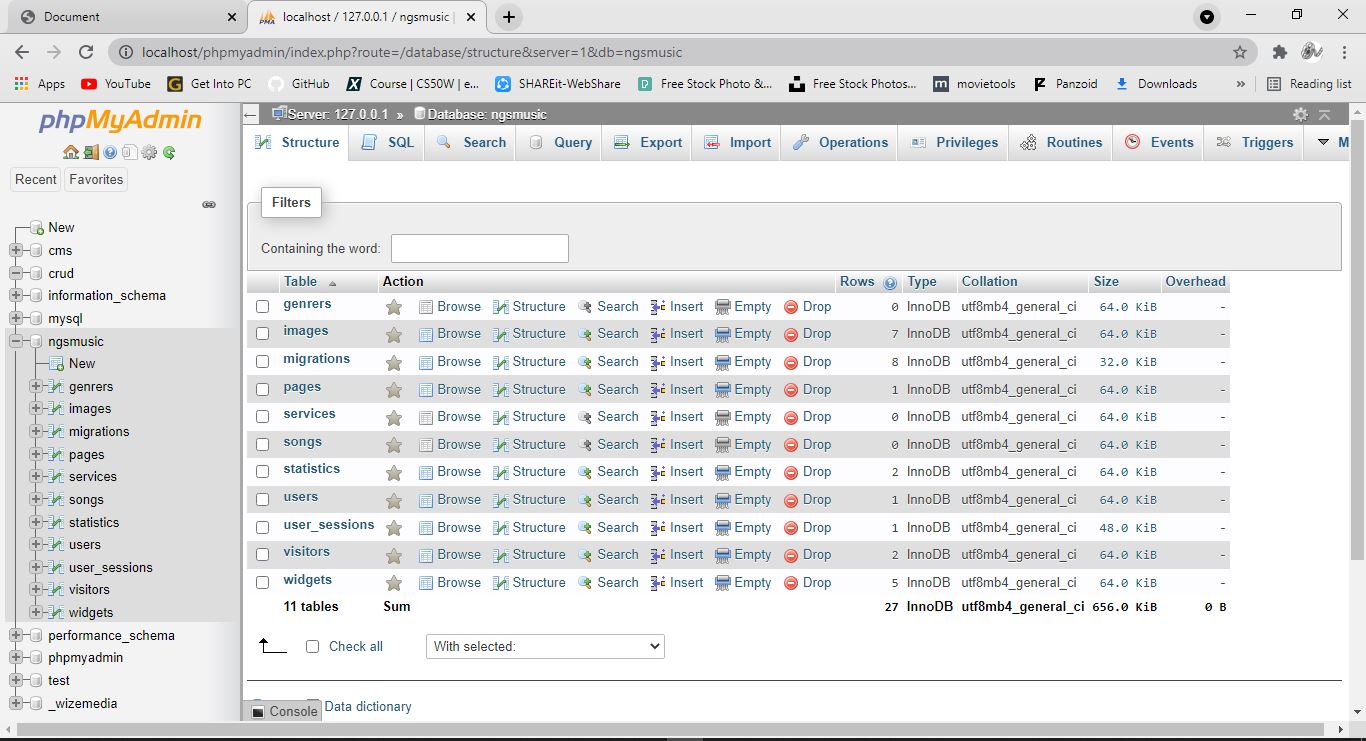 Document
localhost / 127.0.0.1 / ngsmusic |
localhost/phpmyadmin/index.php?route=/database/structure&server=1&db=ngsmusic
Apps YouTube Get Into PC GitHub Course | CS50W | e... SHAREit-WebShare Free Stock Photo &... Free Stock Photos... movietools Panzoid Downloads » Reading list
phpMyAdmin
Recent Favorites
New
cms
crud
information_schema
mysql
ngsmusic
New
genrers
images
migrations
pages
services
songs
statistics
users
user_sessions
visitors
widgets
performance_schema
phpmyadmin
test
_wizemedia
Server: 127.0.0.1 » Database: ngsmusic
Structure SQL Search Query Export Import Operations Privileges Routines Events Triggers M
Filters
Containing the word:
Table Action Rows Type Collation Size Overhead
genrers Browse Structure Search Insert Empty Drop 0 InnoDB utf8mb4_general_ci 64.0 KiB -
images Browse Structure Search Insert Empty Drop 7 InnoDB utf8mb4_general_ci 64.0 KiB -
migrations Browse Structure Search Insert Empty Drop 8 InnoDB utf8mb4_general_ci 32.0 KiB -
pages Browse Structure Search Insert Empty Drop 1 InnoDB utf8mb4_general_ci 64.0 KiB -
services Browse Structure Search Insert Empty Drop 0 InnoDB utf8mb4_general_ci 64.0 KiB -
songs Browse Structure Search Insert Empty Drop 0 InnoDB utf8mb4_general_ci 64.0 KiB -
statistics Browse Structure Search Insert Empty Drop 2 InnoDB utf8mb4_general_ci 64.0 KiB -
users Browse Structure Search Insert Empty Drop 1 InnoDB utf8mb4_general_ci 64.0 KiB -
user_sessions Browse Structure Search Insert Empty Drop 1 InnoDB utf8mb4_general_ci 48.0 KiB -
visitors Browse Structure Search Insert Empty Drop 2 InnoDB utf8mb4_general_ci 64.0 KiB -
widgets Browse Structure Search Insert Empty Drop 5 InnoDB utf8mb4_general_ci 64.0 KiB -
11 tables Sum 27 InnoDB utf8mb4_general_ci 656.0 KiB 0 B
Check all With selected:
Data dictionary
Console